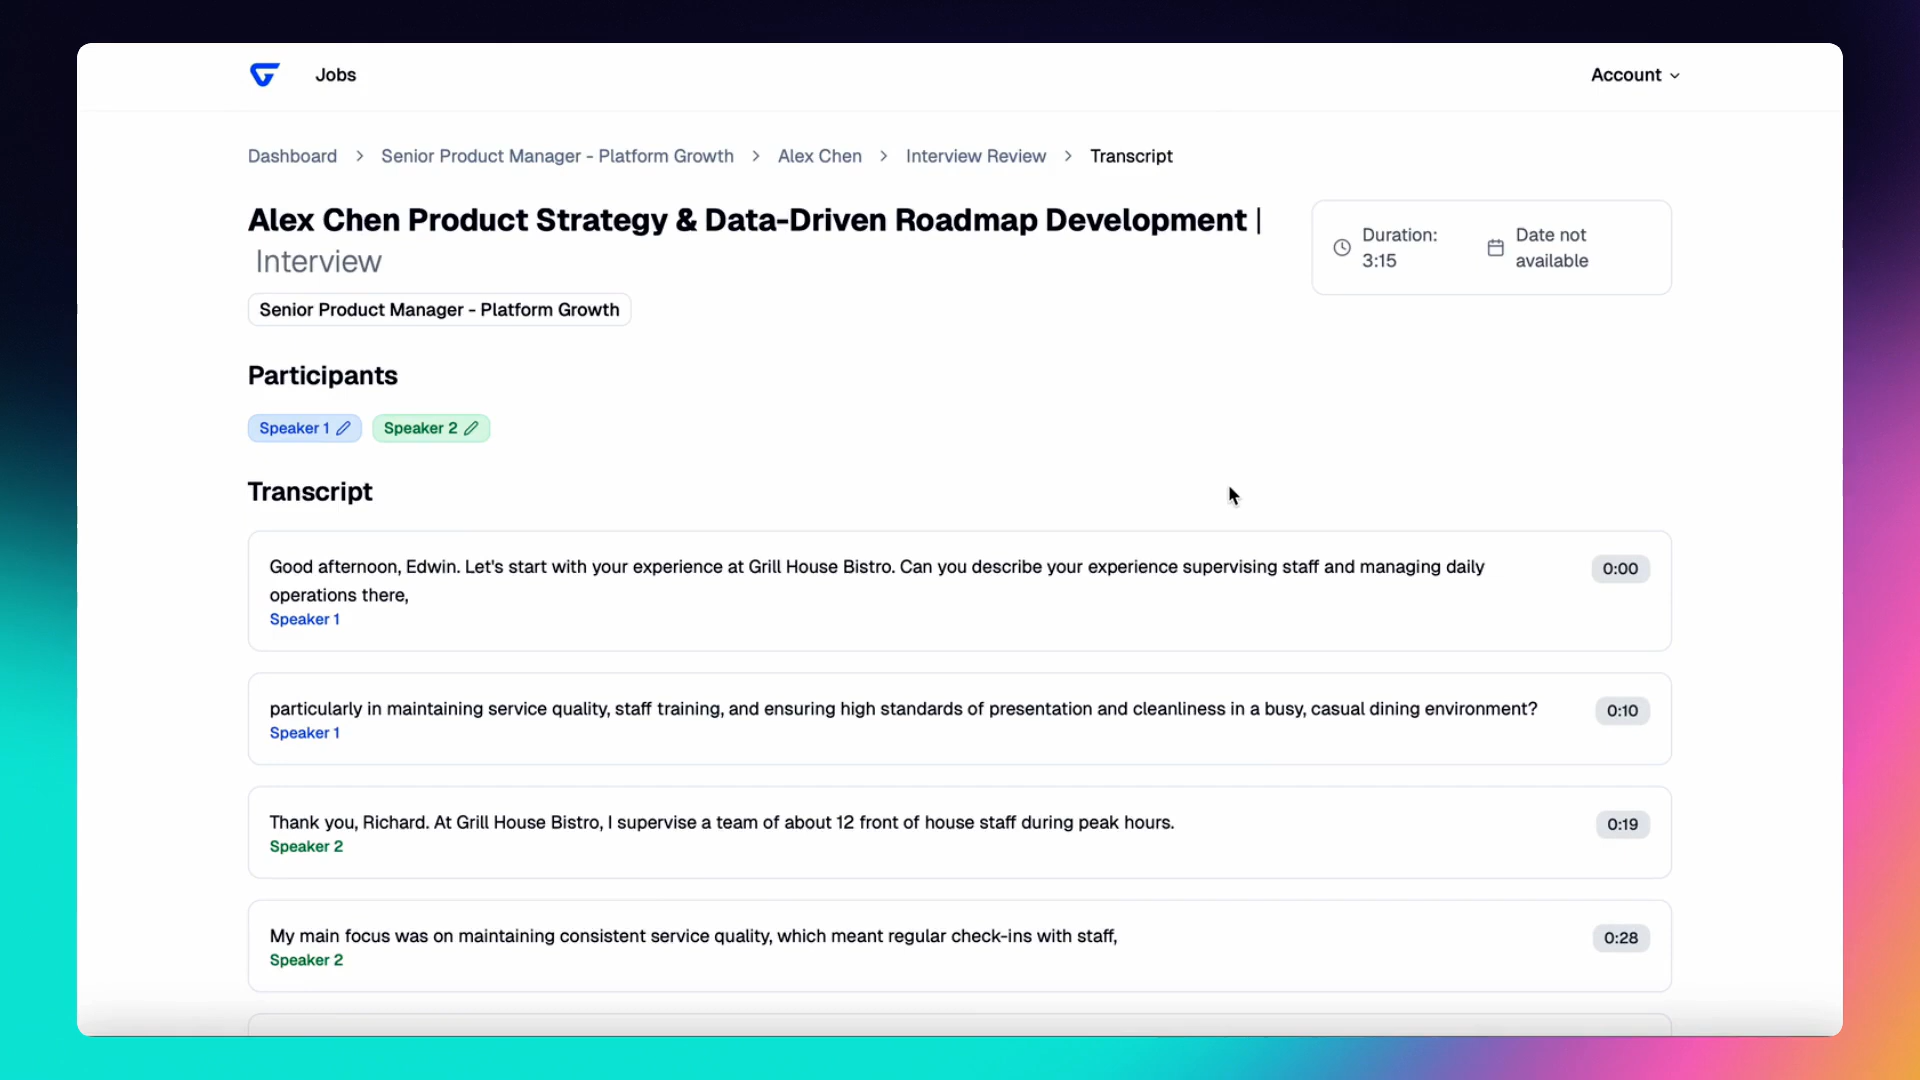 Jobs
Account
Dashboard > Senior Product Manager - Platform Growth > Alex Chen > Interview Review > Transcript
Alex Chen Product Strategy & Data-Driven Roadmap Development |
Interview
Duration:
3:15
Date not
available
Senior Product Manager - Platform Growth
Participants
Speaker 1
Speaker 2
Transcript
Good afternoon, Edwin. Let's start with your experience at Grill House Bistro. Can you describe your experience supervising staff and managing daily
operations there,
Speaker 1
0:00
particularly in maintaining service quality, staff training, and ensuring high standards of presentation and cleanliness in a busy, casual dining environment?
Speaker 1
0:10
Thank you, Richard. At Grill House Bistro, I supervise a team of about 12 front of house staff during peak hours.
Speaker 2
0:19
My main focus was on maintaining consistent service quality, which meant regular check-ins with staff,
Speaker 2
0:28